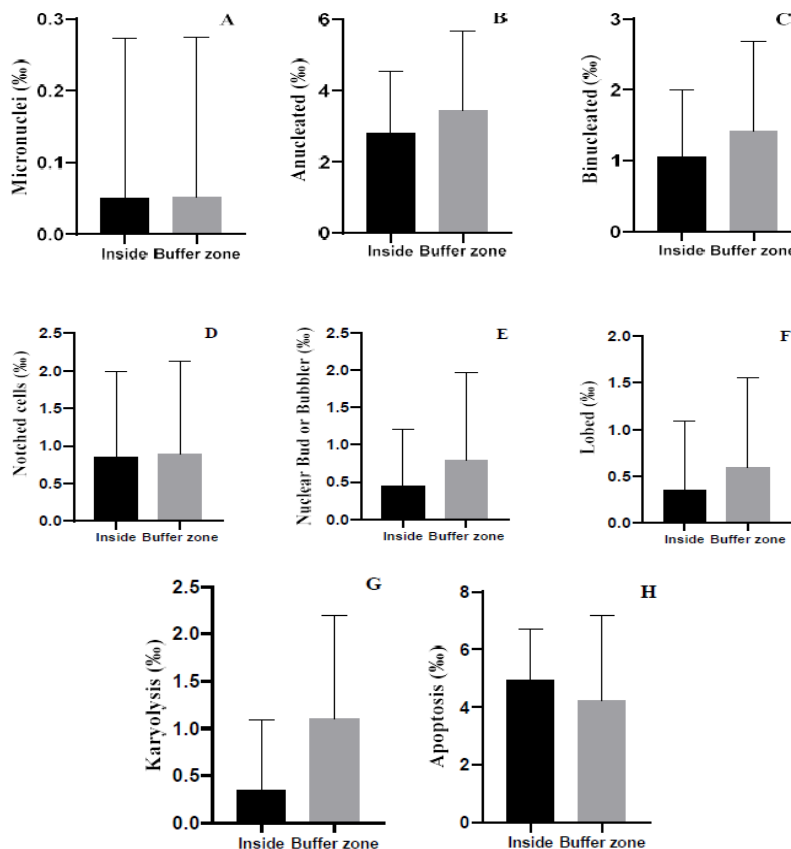 A
Micronuclei (‰)
0.3
0.2
0.1
0.0
Inside Buffer zone
B
Anucleated (‰)
6
4
2
0
Inside Buffer zone
C
Binucleated (‰)
3
2
1
0
Inside Buffer zone
D
Notched cells (‰)
2.5
2.0
1.5
1.0
0.5
0.0
Inside Buffer zone
E
Nuclear Bud or Bubbler (‰)
2.5
2.0
1.5
1.0
0.5
0.0
Inside Buffer zone
F
Lobed (‰)
2.0
1.5
1.0
0.5
0.0
Inside Buffer zone
G
Karyolysis (‰)
2.5
2.0
1.5
1.0
0.5
0.0
Inside Buffer zone
H
Apoptosis (‰)
8
6
4
2
0
Inside Buffer zone